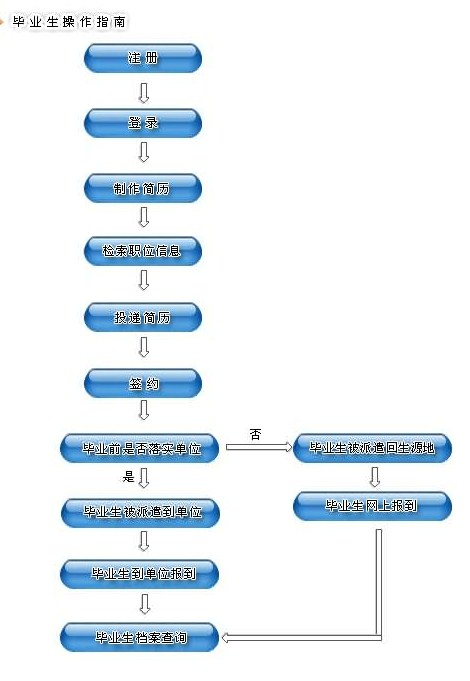 毕业生操作指南
注册
登录
制作简历
检索职位信息
投递简历
签约
毕业前是否落实单位
否
毕业生被派遣回生源地
是
毕业生被派遣到单位
毕业生网上报到
毕业生到单位报到
毕业生档案查询